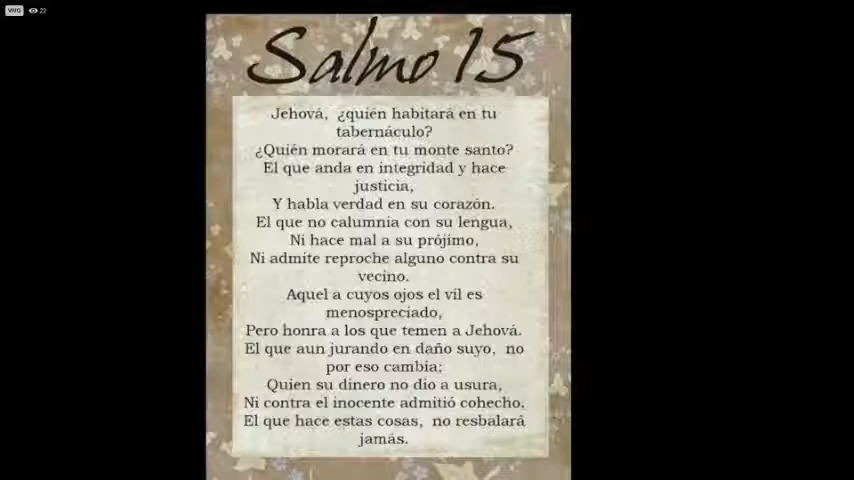 VMG 22
Salmo 15
Jehová, ¿quién habitará en tu
tabernáculo?
¿Quién morará en tu monte santo?
El que anda en integridad y hace
justicia,
Y habla verdad en su corazón.
El que no calumnia con su lengua,
Ni hace mal a su prójimo,
Ni admite reproche alguno contra su
vecino.
Aquel a cuyos ojos el vil es
menospreciado,
Pero honra a los que temen a Jehová.
El que aun jurando en daño suyo, no
por eso cambia;
Quien su dinero no dio a usura,
Ni contra el inocente admitió cohecho.
El que hace estas cosas, no resbalará
jamás.